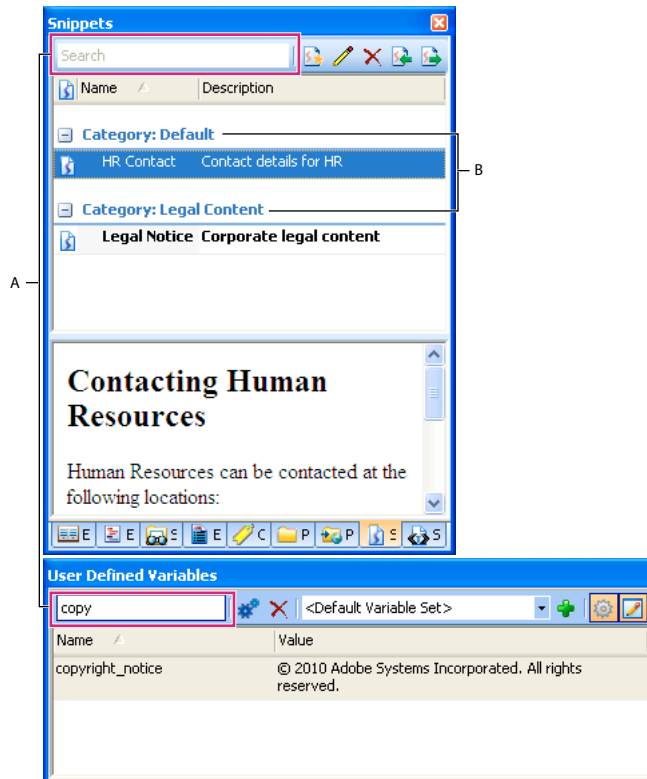 Snippets
Search
Name Description
Category: Default
B
HR Contact Contact details for HR
Category: Legal Content
Legal Notice Corporate legal content
A
Contacting Human
Resources
Human Resources can be contacted at the
following locations:
E E S E C P P S S
User Defined Variables
copy <Default Variable Set>
Name Value
copyright_notice © 2010 Adobe Systems Incorporated. All rights
reserved.